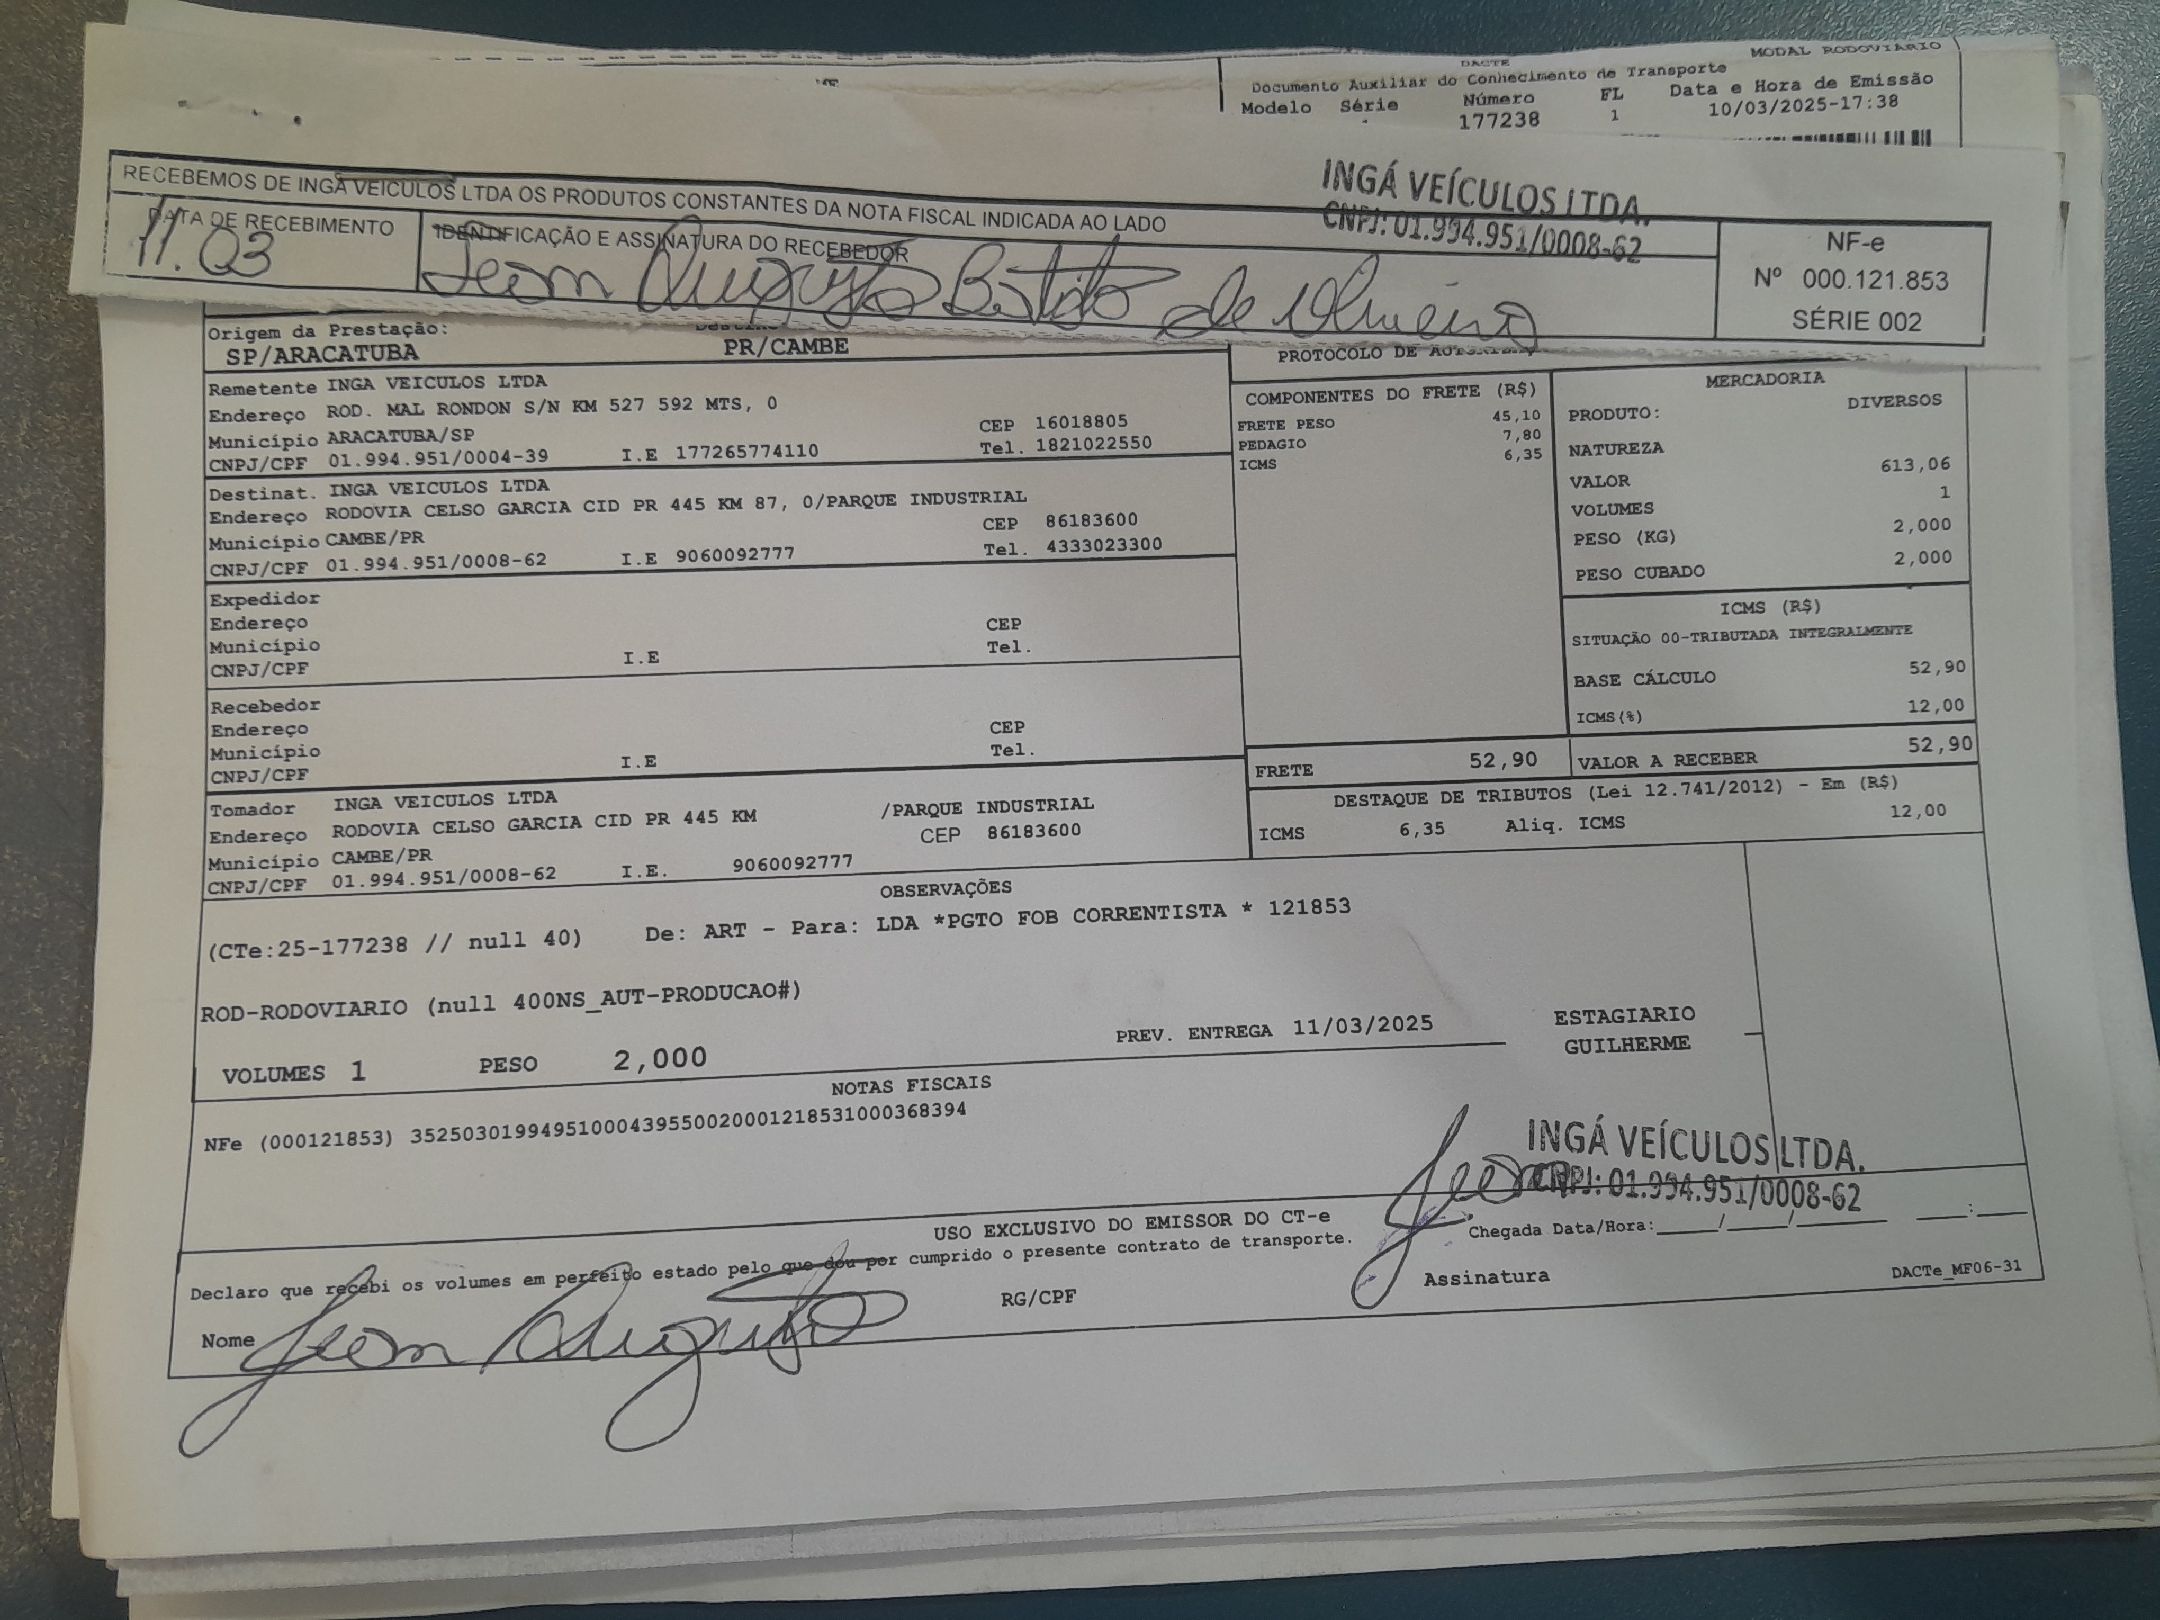 MODAL RODOVIÁRIO
DACTE
Documento Auxiliar do Conhecimento de Transporte
Modelo Série Número FL Data e Hora de Emissão
177238 1 10/03/2025-17:38
INGÁ VEÍCULOS LTDA.
CNPJ: 01.994.951/0008-62
RECEBEMOS DE INGÁ VEICULOS LTDA OS PRODUTOS CONSTANTES DA NOTA FISCAL INDICADA AO LADO
DATA DE RECEBIMENTO IDENTIFICAÇÃO E ASSINATURA DO RECEBEDOR
11.03 Jean Augusto Batista de Oliveira
NF-e
Nº 000.121.853
SÉRIE 002
Origem da Prestação:
SP/ARACATUBA PR/CAMBE
PROTOCOLO DE
Remetente INGA VEICULOS LTDA
Endereço ROD. MAL RONDON S/N KM 527 592 MTS, 0
Município ARACATUBA/SP CEP 16018805
CNPJ/CPF 01.994.951/0004-39 I.E 177265774110 Tel. 1821022550
Destinat. INGA VEICULOS LTDA
Endereço RODOVIA CELSO GARCIA CID PR 445 KM 87, 0/PARQUE INDUSTRIAL
Município CAMBE/PR CEP 86183600
CNPJ/CPF 01.994.951/0008-62 I.E 9060092777 Tel. 4333023300
Expedidor
Endereço
Município CEP
CNPJ/CPF I.E Tel.
Recebedor
Endereço
Município CEP
CNPJ/CPF I.E Tel.
Tomador INGA VEICULOS LTDA
Endereço RODOVIA CELSO GARCIA CID PR 445 KM /PARQUE INDUSTRIAL
Município CAMBE/PR CEP 86183600
CNPJ/CPF 01.994.951/0008-62 I.E. 9060092777
COMPONENTES DO FRETE (R$)
FRETE PESO 45,10
PEDAGIO 7,80
ICMS 6,35
MERCADORIA
PRODUTO: DIVERSOS
NATUREZA
VALOR 613,06
VOLUMES 1
PESO (KG) 2,000
PESO CUBADO 2,000
ICMS (R$)
SITUAÇÃO 00-TRIBUTADA INTEGRALMENTE
BASE CÁLCULO 52,90
ICMS(%) 12,00
FRETE 52,90 VALOR A RECEBER 52,90
DESTAQUE DE TRIBUTOS (Lei 12.741/2012) - Em (R$)
ICMS 6,35 Aliq. ICMS 12,00
OBSERVAÇÕES
(CTe:25-177238 // null 40) De: ART - Para: LDA *PGTO FOB CORRENTISTA * 121853
ROD-RODOVIARIO (null 400NS_AUT-PRODUCAO#)
PREV. ENTREGA 11/03/2025 ESTAGIARIO
GUILHERME
VOLUMES 1 PESO 2,000
NOTAS FISCAIS
NFe (000121853) 35250301994951000439550020001218531000368394
INGÁ VEÍCULOS LTDA.
Jean CNPJ: 01.994.951/0008-62
USO EXCLUSIVO DO EMISSOR DO CT-e
Declaro que recebi os volumes em perfeito estado pelo que dou por cumprido o presente contrato de transporte.
Chegada Data/Hora:____/____/______ ____:____
Nome Jean Augusto RG/CPF Assinatura
DACTe_MF06-31